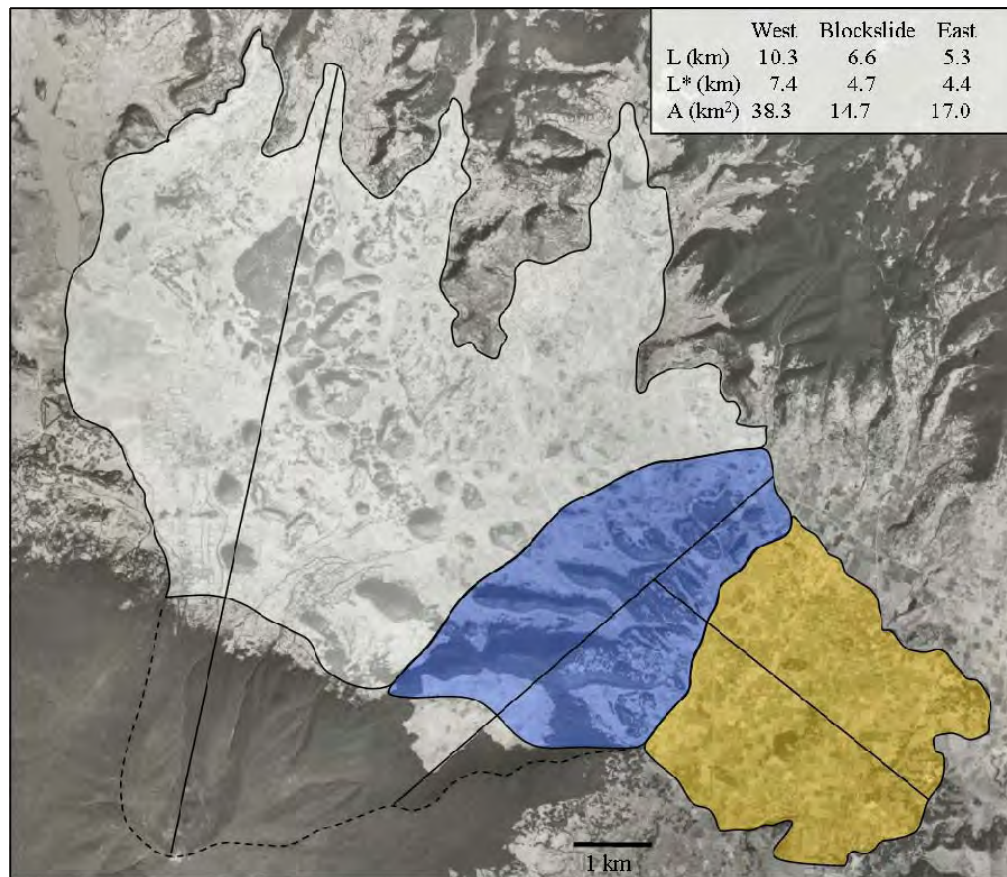 West Blockslide East
L (km) 10.3 6.6 5.3
L* (km) 7.4 4.7 4.4
A (km²) 38.3 14.7 17.0
1 km